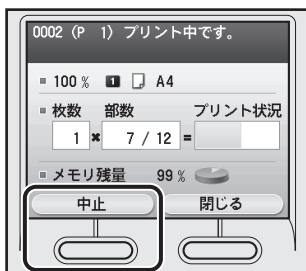 0002 (P 1) プリント中です。
100% 1 A4
枚数 部数 プリント状況
1 × 7 / 12 =
メモリ残量 99%
中止 閉じる